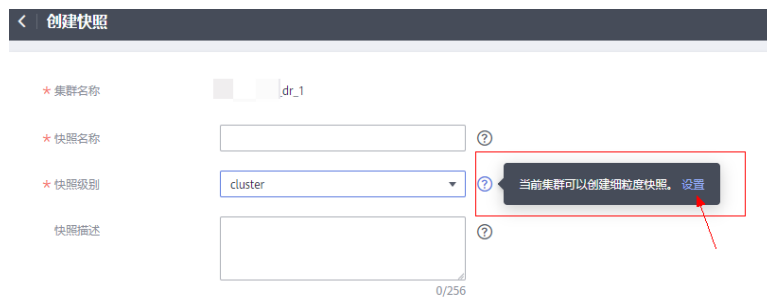 创建快照
* 集群名称 _dr_1
* 快照名称
* 快照级别 cluster 当前集群可以创建细粒度快照。 设置
快照描述
0/256